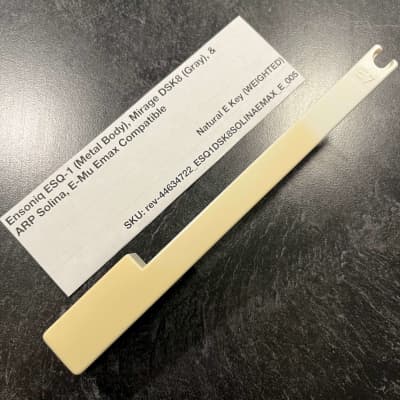 Ensoniq ESQ-1 (Metal Body), Mirage DSK8 (Gray), &
ARP Solina, E-Mu Emax Compatible
Natural E Key (WEIGHTED)
SKU: rev-44634722_ESQ1DSK8SOLINAEMAX_E_005